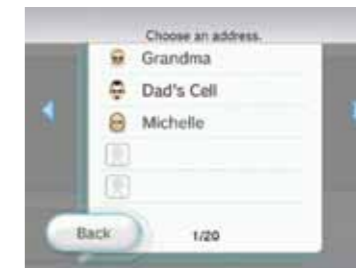 Choose an address.
Grandma
Dad's Cell
Michelle
Back
1/20